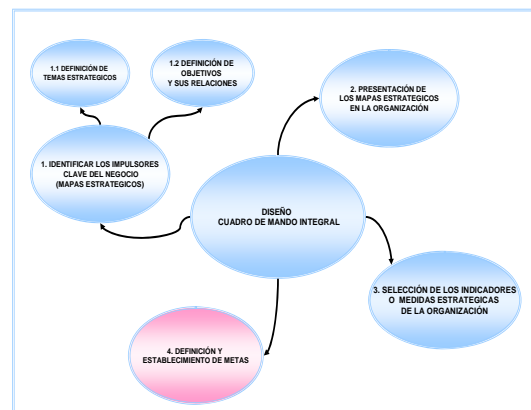 1.1 DEFINICIÓN DE
TEMAS ESTRATEGICOS
1.2 DEFINICIÓN DE
OBJETIVOS
Y SUS RELACIONES
2. PRESENTACIÓN DE
LOS MAPAS ESTRATEGICOS
EN LA ORGANIZACIÓN
1. IDENTIFICAR LOS IMPULSORES
CLAVE DEL NEGOCIO
(MAPAS ESTRATEGICOS)
DISEÑO
CUADRO DE MANDO INTEGRAL
3. SELECCIÓN DE LOS INDICADORES
O MEDIDAS ESTRATEGICAS
DE LA ORGANIZACIÓN
4. DEFINICIÓN Y
ESTABLECIMIENTO DE METAS